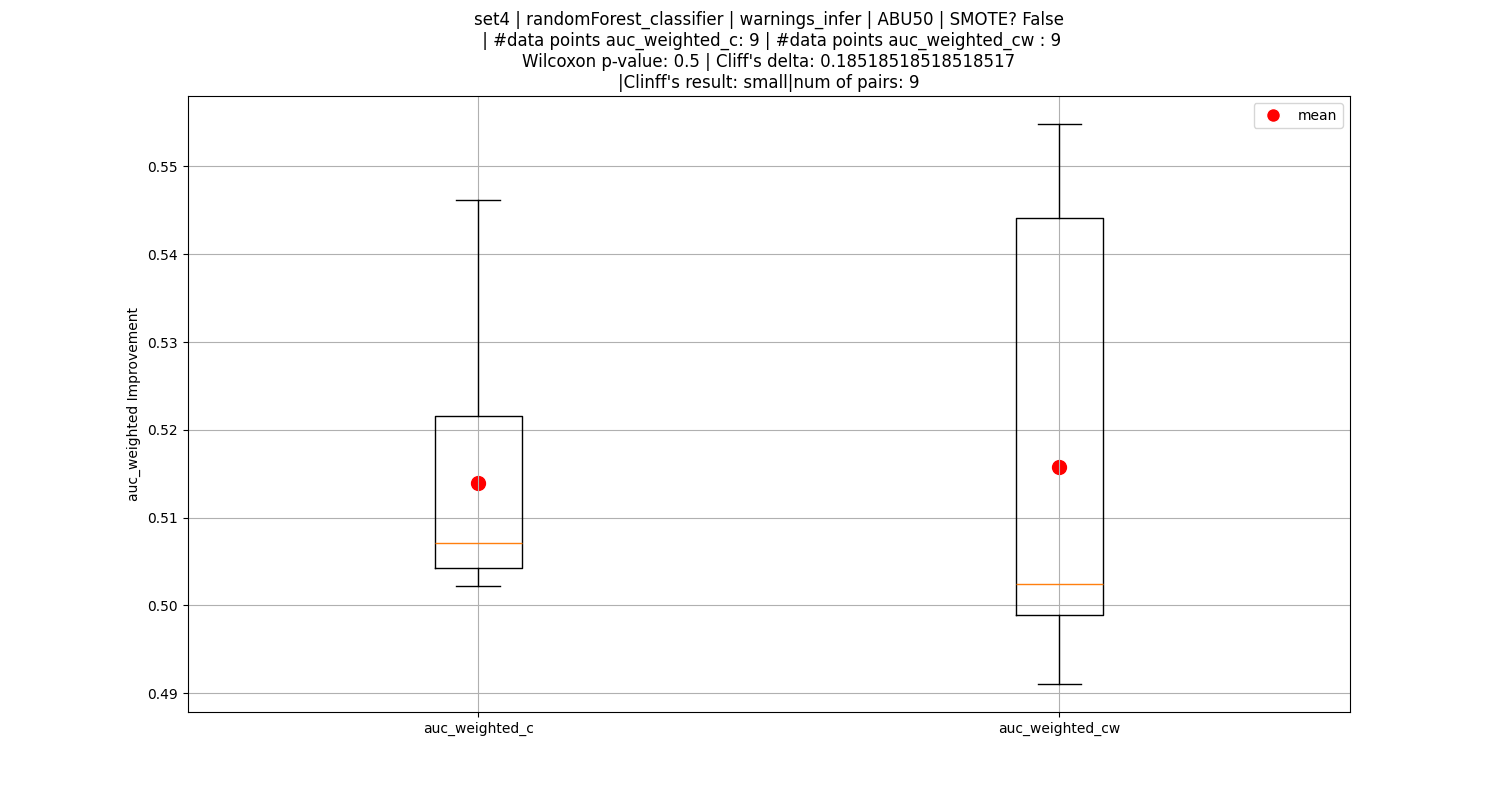 set4 | randomForest_classifier | warnings_infer | ABU50 | SMOTE? False
| #data points auc_weighted_c: 9 | #data points auc_weighted_cw : 9
Wilcoxon p-value: 0.5 | Cliff's delta: 0.18518518518518517
|Clinff's result: small|num of pairs: 9
mean
0.55
0.54
0.53
0.52
0.51
0.50
0.49
auc_weighted Improvement
auc_weighted_c
auc_weighted_cw